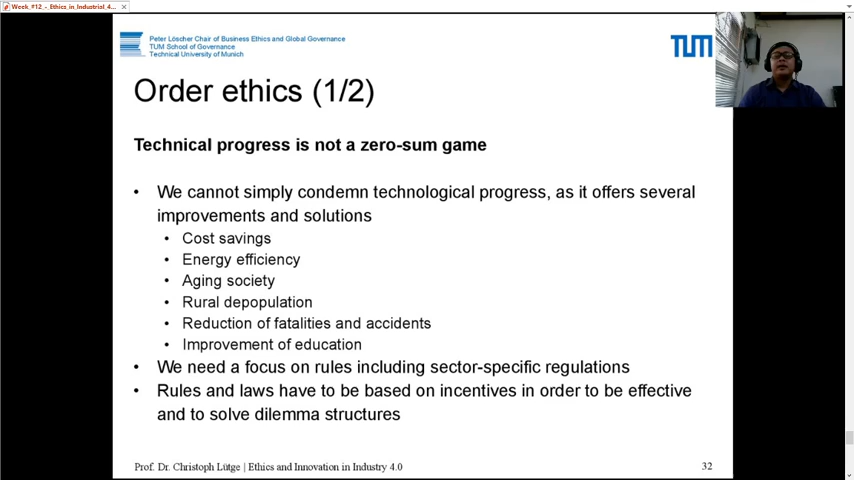 Week_#12_-_Ethics_in_Industrial_4...
Peter Löscher Chair of Business Ethics and Global Governance
TUM School of Governance
Technical University of Munich
TUM
Order ethics (1/2)
Technical progress is not a zero-sum game
• We cannot simply condemn technological progress, as it offers several
improvements and solutions
• Cost savings
• Energy efficiency
• Aging society
• Rural depopulation
• Reduction of fatalities and accidents
• Improvement of education
• We need a focus on rules including sector-specific regulations
• Rules and laws have to be based on incentives in order to be effective
and to solve dilemma structures
Prof. Dr. Christoph Lütge | Ethics and Innovation in Industry 4.0
32